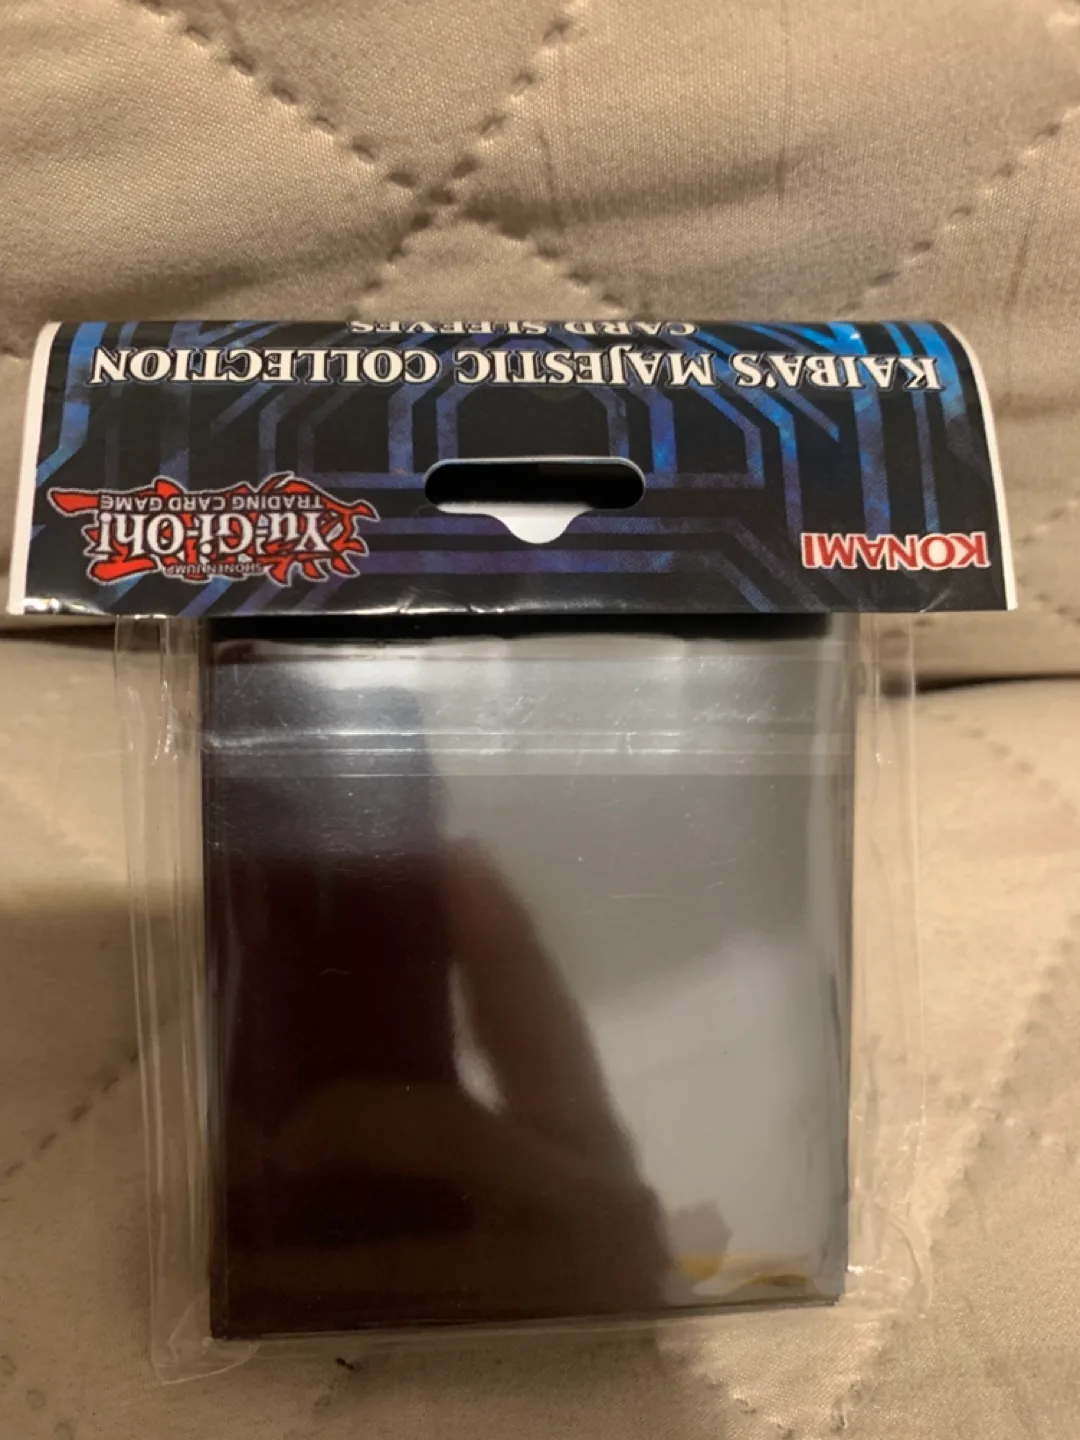 KONAMI
SHONEN JUMP
Yu-Gi-Oh!
TRADING CARD GAME
KAIBA'S MAJESTIC COLLECTION
CARD SLEEVES